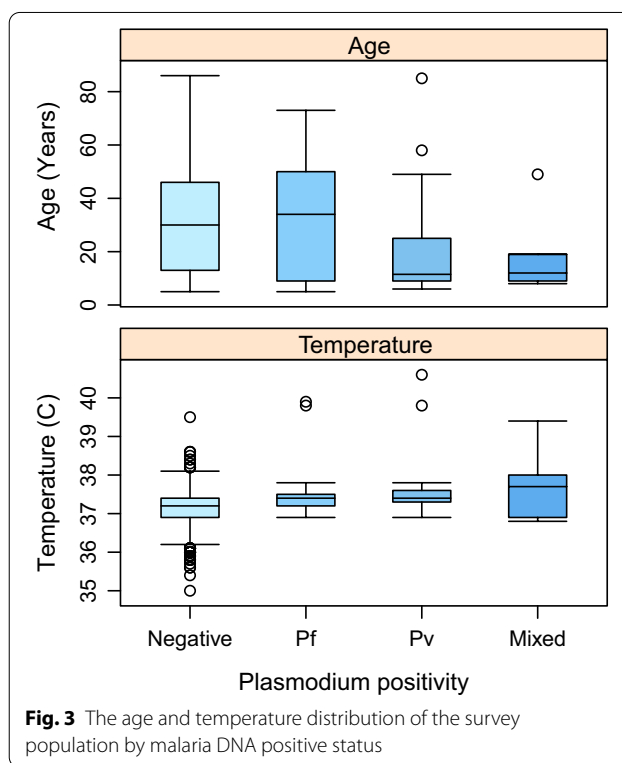 Age
Age (Years)
80
60
40
20
0
Temperature
Temperature (C)
40
39
38
37
36
35
Negative Pf Pv Mixed
Plasmodium positivity
Fig. 3 The age and temperature distribution of the survey
population by malaria DNA positive status